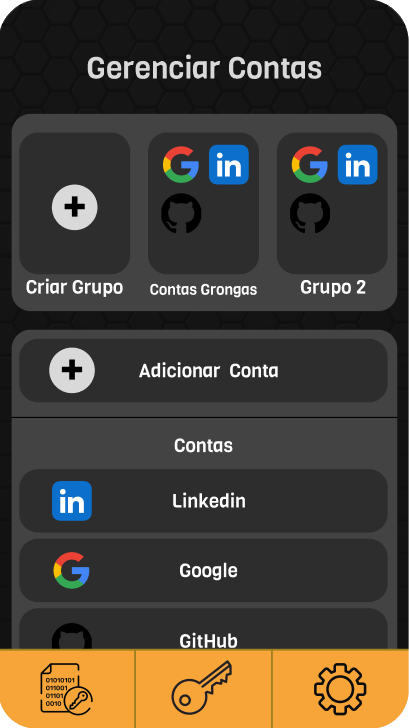 Gerenciar Contas
in
in
Criar Grupo
Contas Grongas
Grupo 2
Adicionar Conta
Contas
in
Linkedin
Google
GitHub
01010101
011001
01101
0010